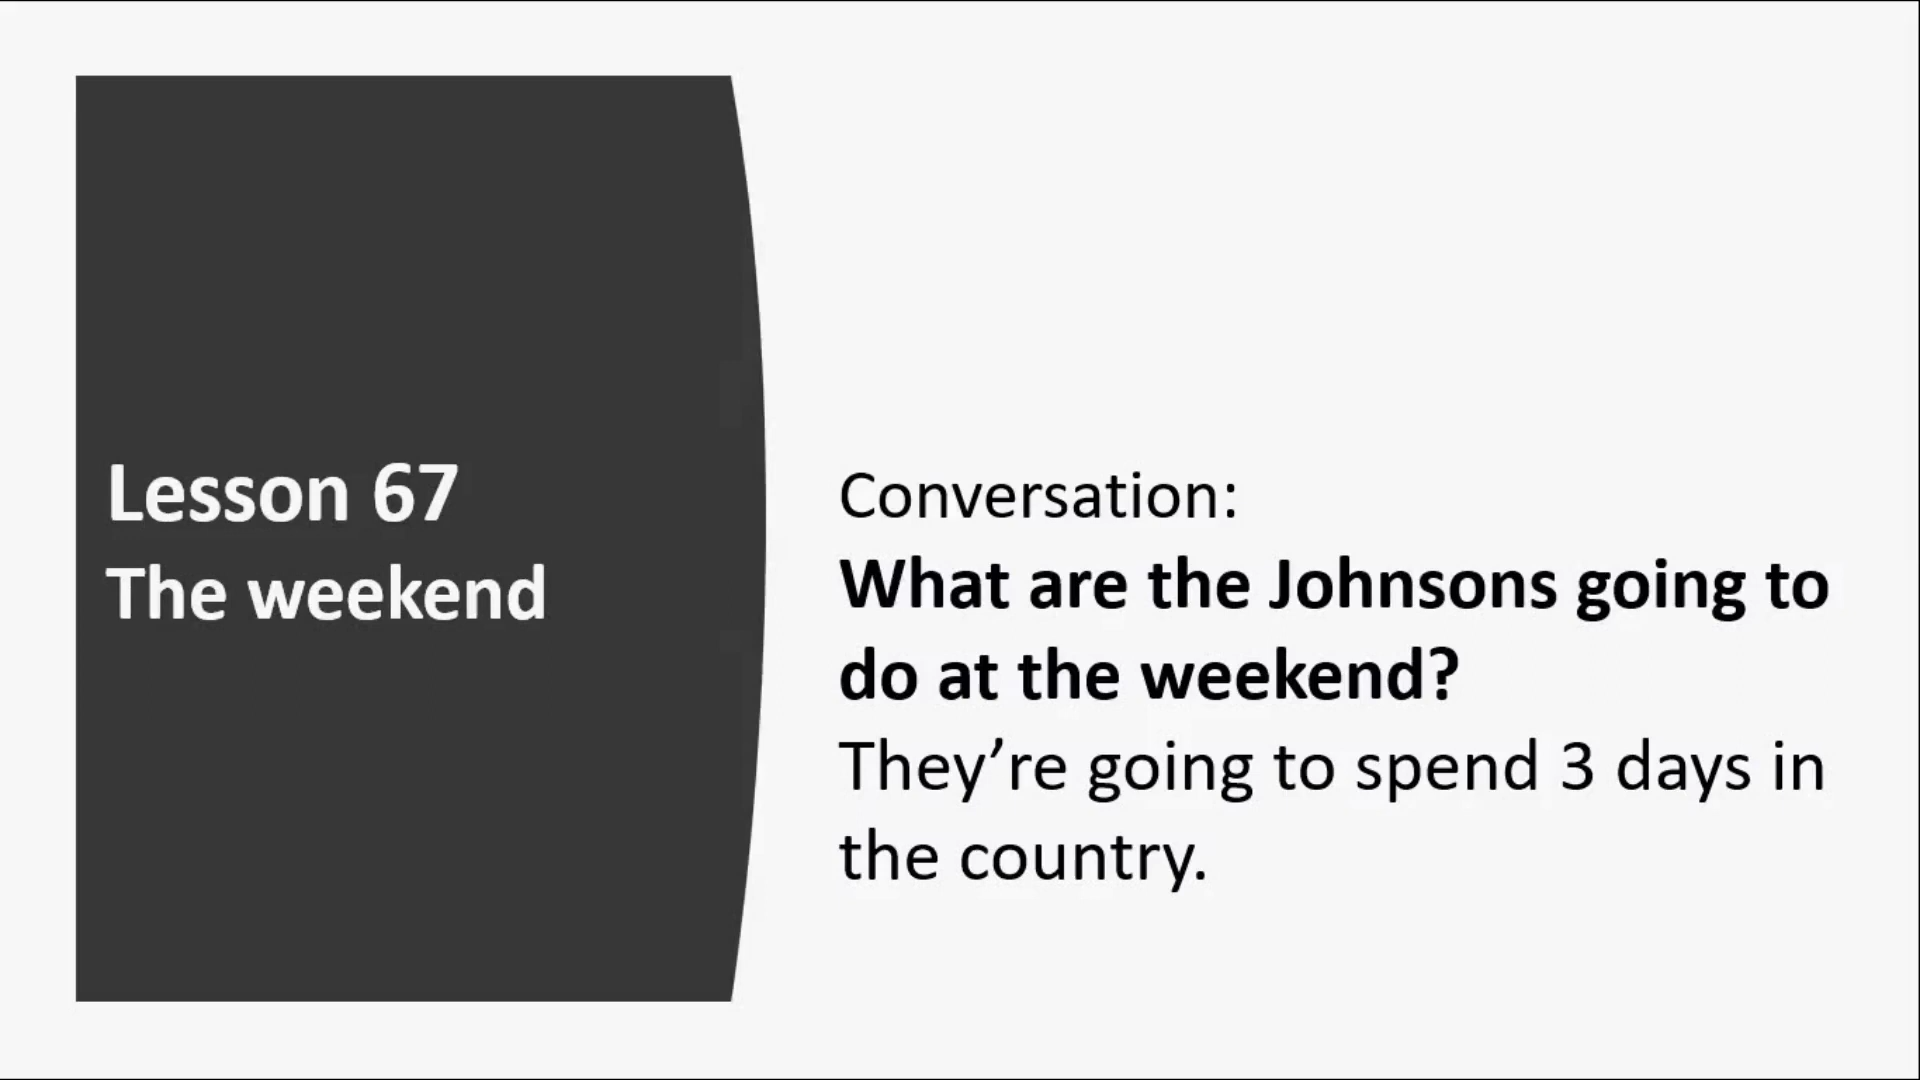 Lesson 67
The weekend
Conversation:
What are the Johnsons going to
do at the weekend?
They’re going to spend 3 days in
the country.